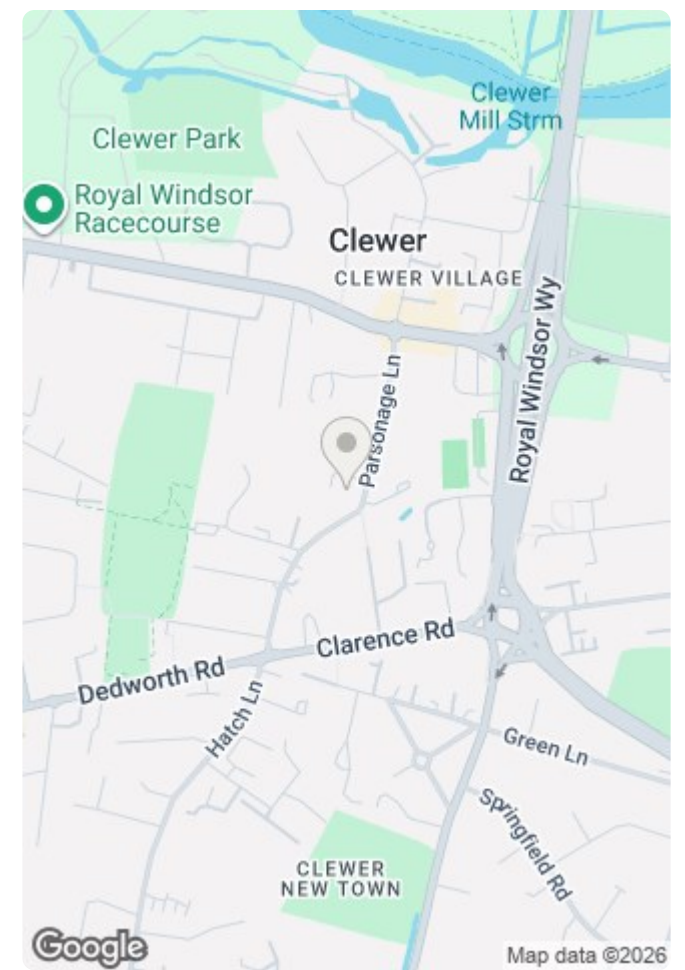 Clewer
Mill Strm
Clewer Park
Royal Windsor
Racecourse
Clewer
CLEWER VILLAGE
Royal Windsor Wy
Parsonage Ln
Clarence Rd
Dedworth Rd
Hatch Ln
Green Ln
Springfield Rd
CLEWER
NEW TOWN
Google
Map data ©2026